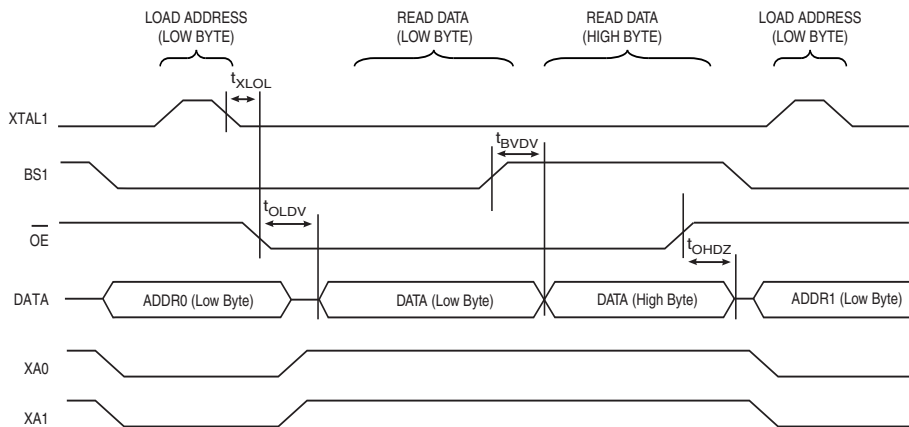 LOAD ADDRESS
(LOW BYTE)
READ DATA
(LOW BYTE)
READ DATA
(HIGH BYTE)
LOAD ADDRESS
(LOW BYTE)
tXLOL
XTAL1
tBVDV
BS1
tOLDV
OE
tOHDZ
DATA
ADDR0 (Low Byte)
DATA (Low Byte)
DATA (High Byte)
ADDR1 (Low Byte)
XA0
XA1